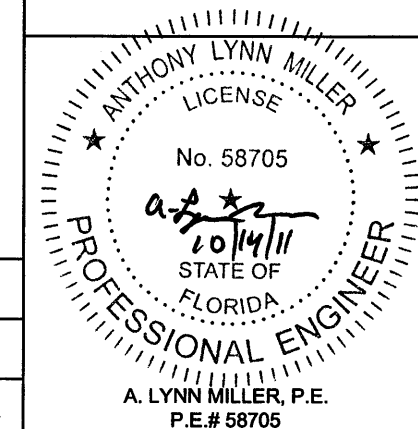 ANTHONY LYNN MILLER
LICENSE
No. 58705
10/14/11
STATE OF
FLORIDA
PROFESSIONAL ENGINEER
A. LYNN MILLER, P.E.
P.E.# 58705